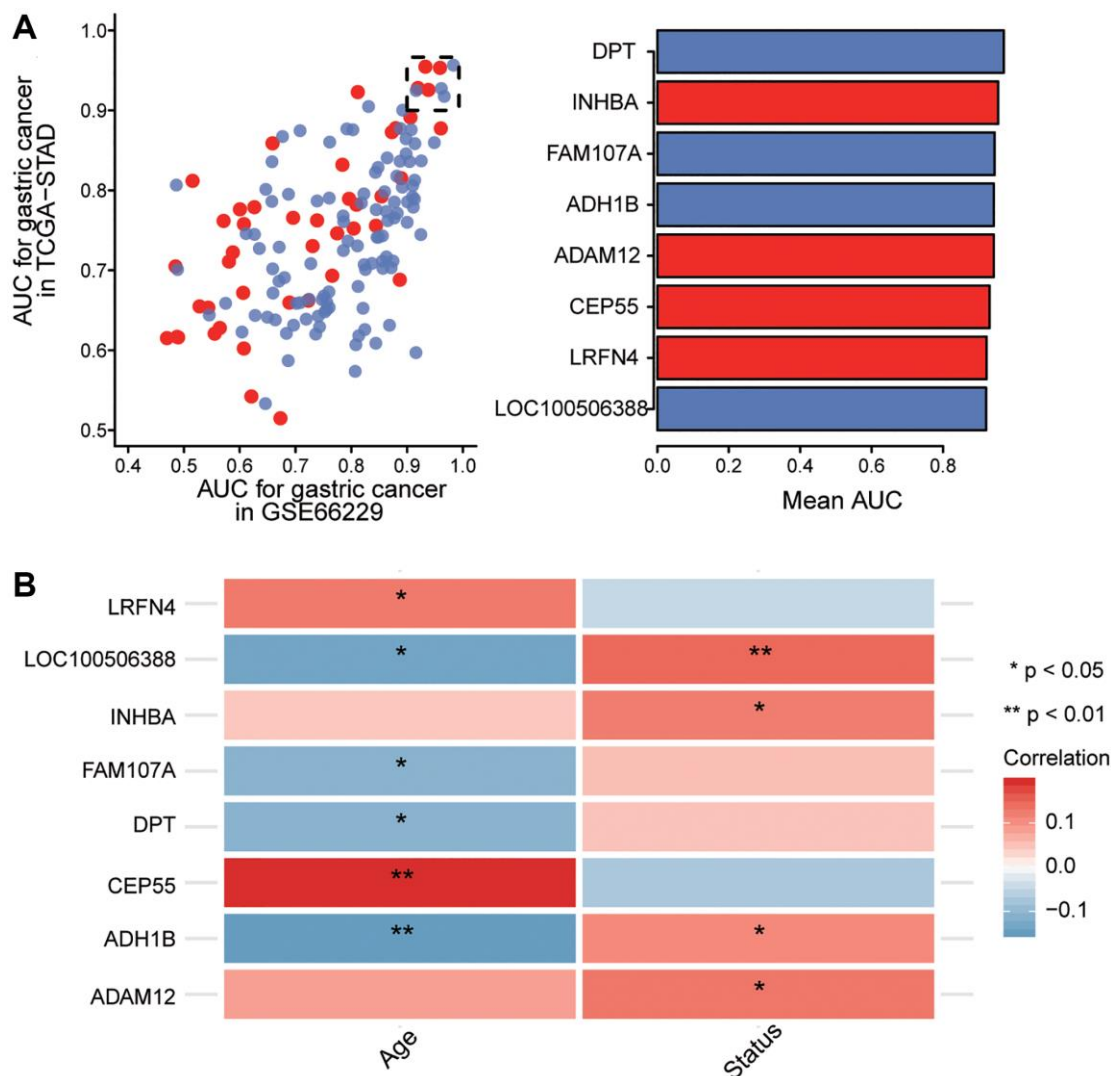 A
AUC for gastric cancer
in TCGA-STAD
1.0
0.9
0.8
0.7
0.6
0.5
0.4 0.5 0.6 0.7 0.8 0.9 1.0
AUC for gastric cancer
in GSE66229
DPT
INHBA
FAM107A
ADH1B
ADAM12
CEP55
LRFN4
LOC100506388
0.0 0.2 0.4 0.6 0.8
Mean AUC
B
LRFN4 *
LOC100506388 * **
INHBA *
FAM107A *
DPT *
CEP55 **
ADH1B ** *
ADAM12 *
Age Status
* p < 0.05
** p < 0.01
Correlation
0.1
0.0
−0.1